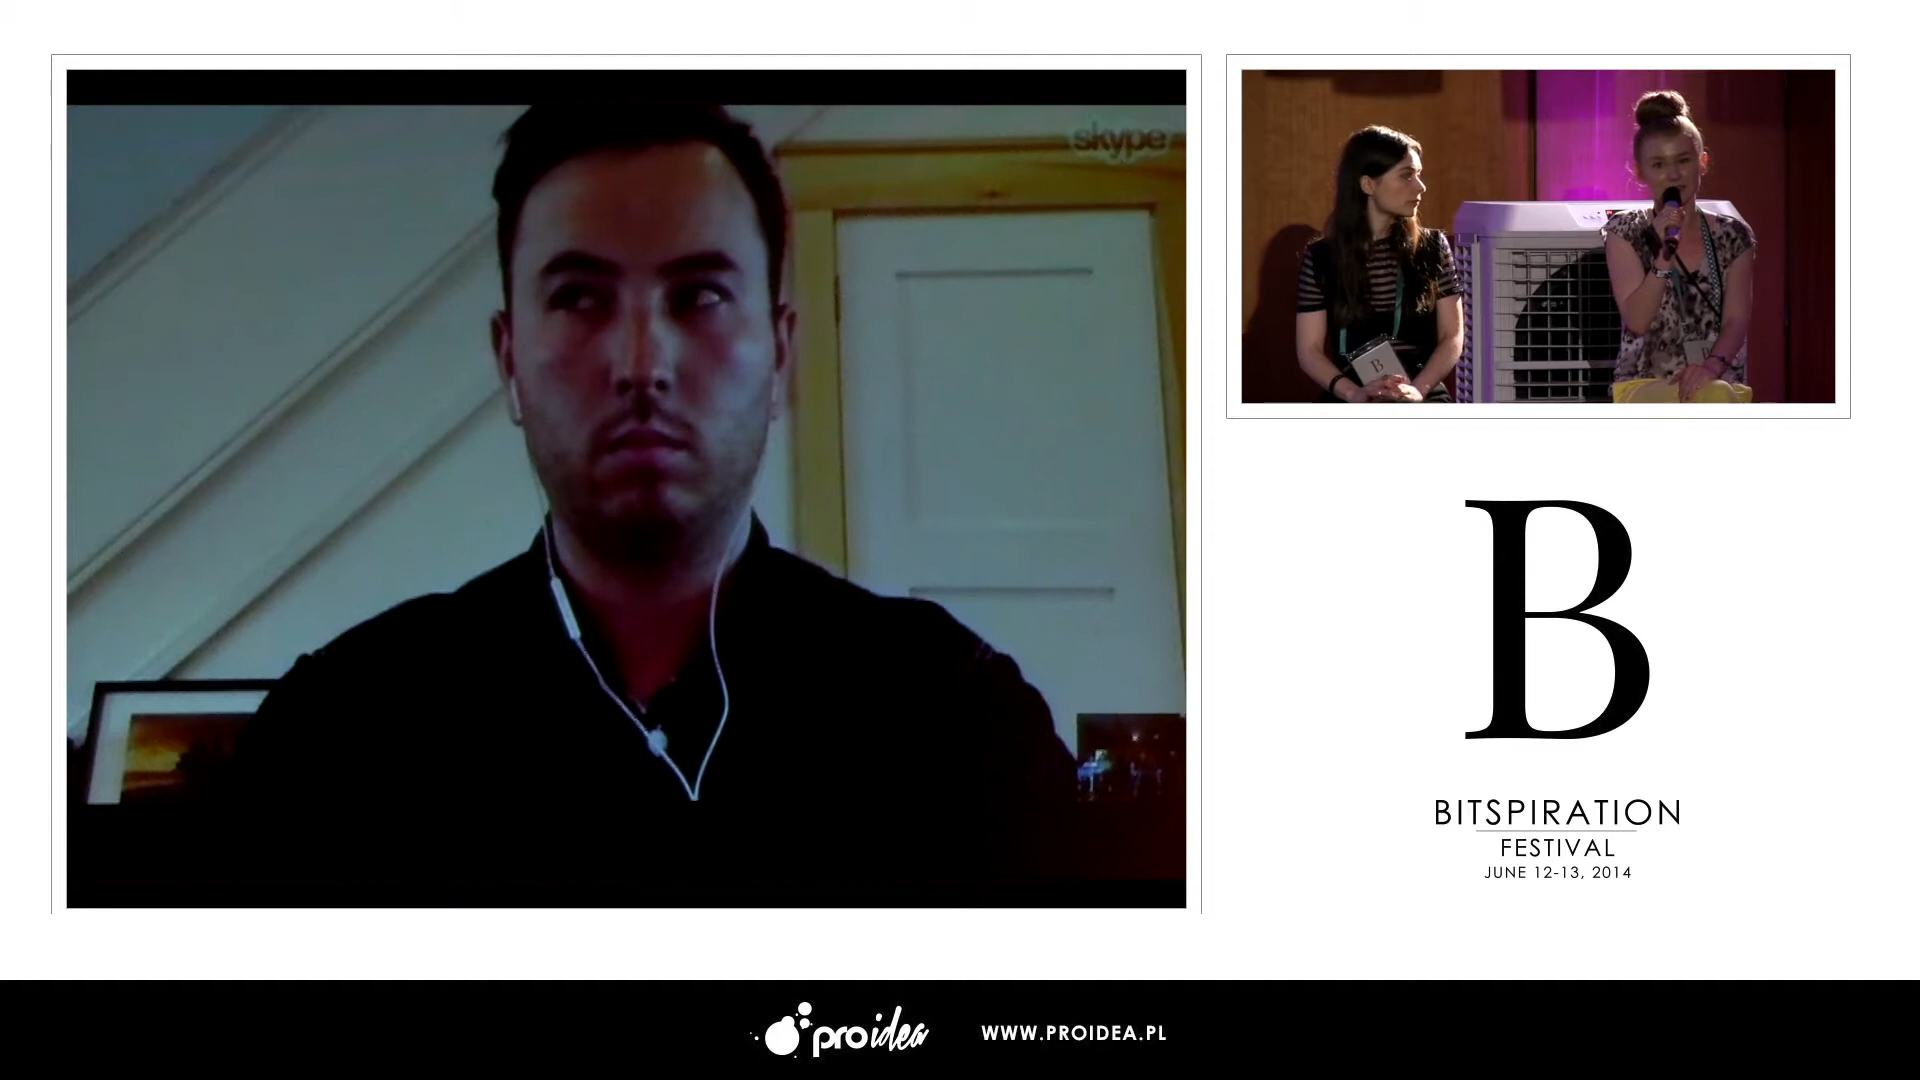 skype
B
B
BITSPIRATION
FESTIVAL
JUNE 12-13, 2014
proidea
WWW.PROIDEA.PL